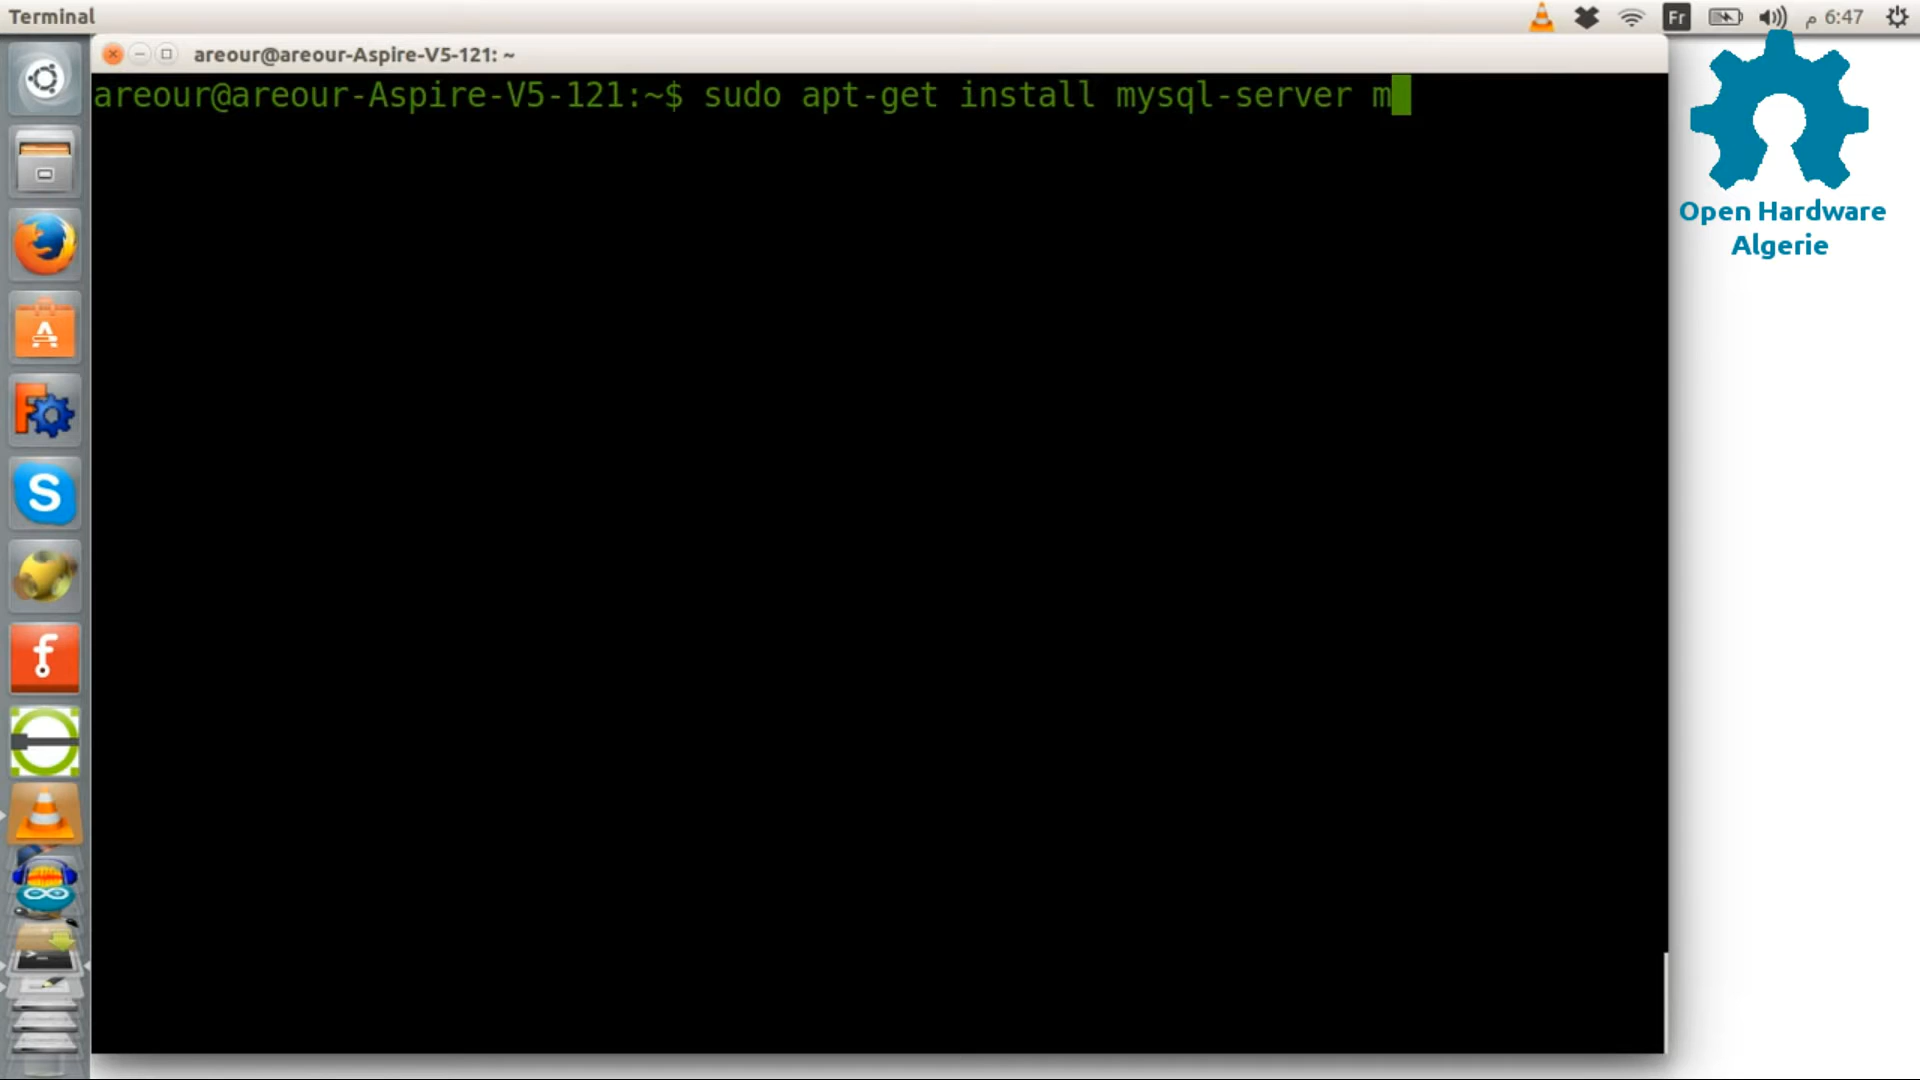 Terminal
Fr
م 6:47
areour@areour-Aspire-V5-121: ~
areour@areour-Aspire-V5-121:~$ sudo apt-get install mysql-server m
Open Hardware
Algerie